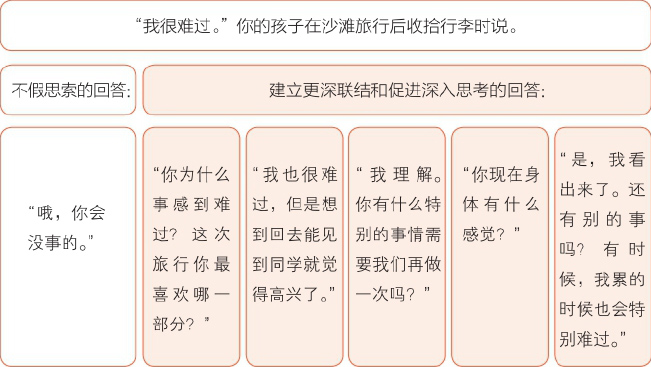 “我很难过。”你的孩子在沙滩旅行后收拾行李时说。
不假思索的回答：
建立更深联结和促进深入思考的回答：
“哦，你会
没事的。”
“你为什么
事感到难
过？这次
旅行你最
喜欢哪一
部分？”
“我也很难
过，但是想
到回去能见
到同学就觉
得高兴了。”
“我理解。
你有什么特
别的事情需
要我们再做
一次吗？”
“你现在身
体有什么
感觉？”
“是，我看
出来了。还
有别的事
吗？有时
候，我累的
时候也会特
别难过。”